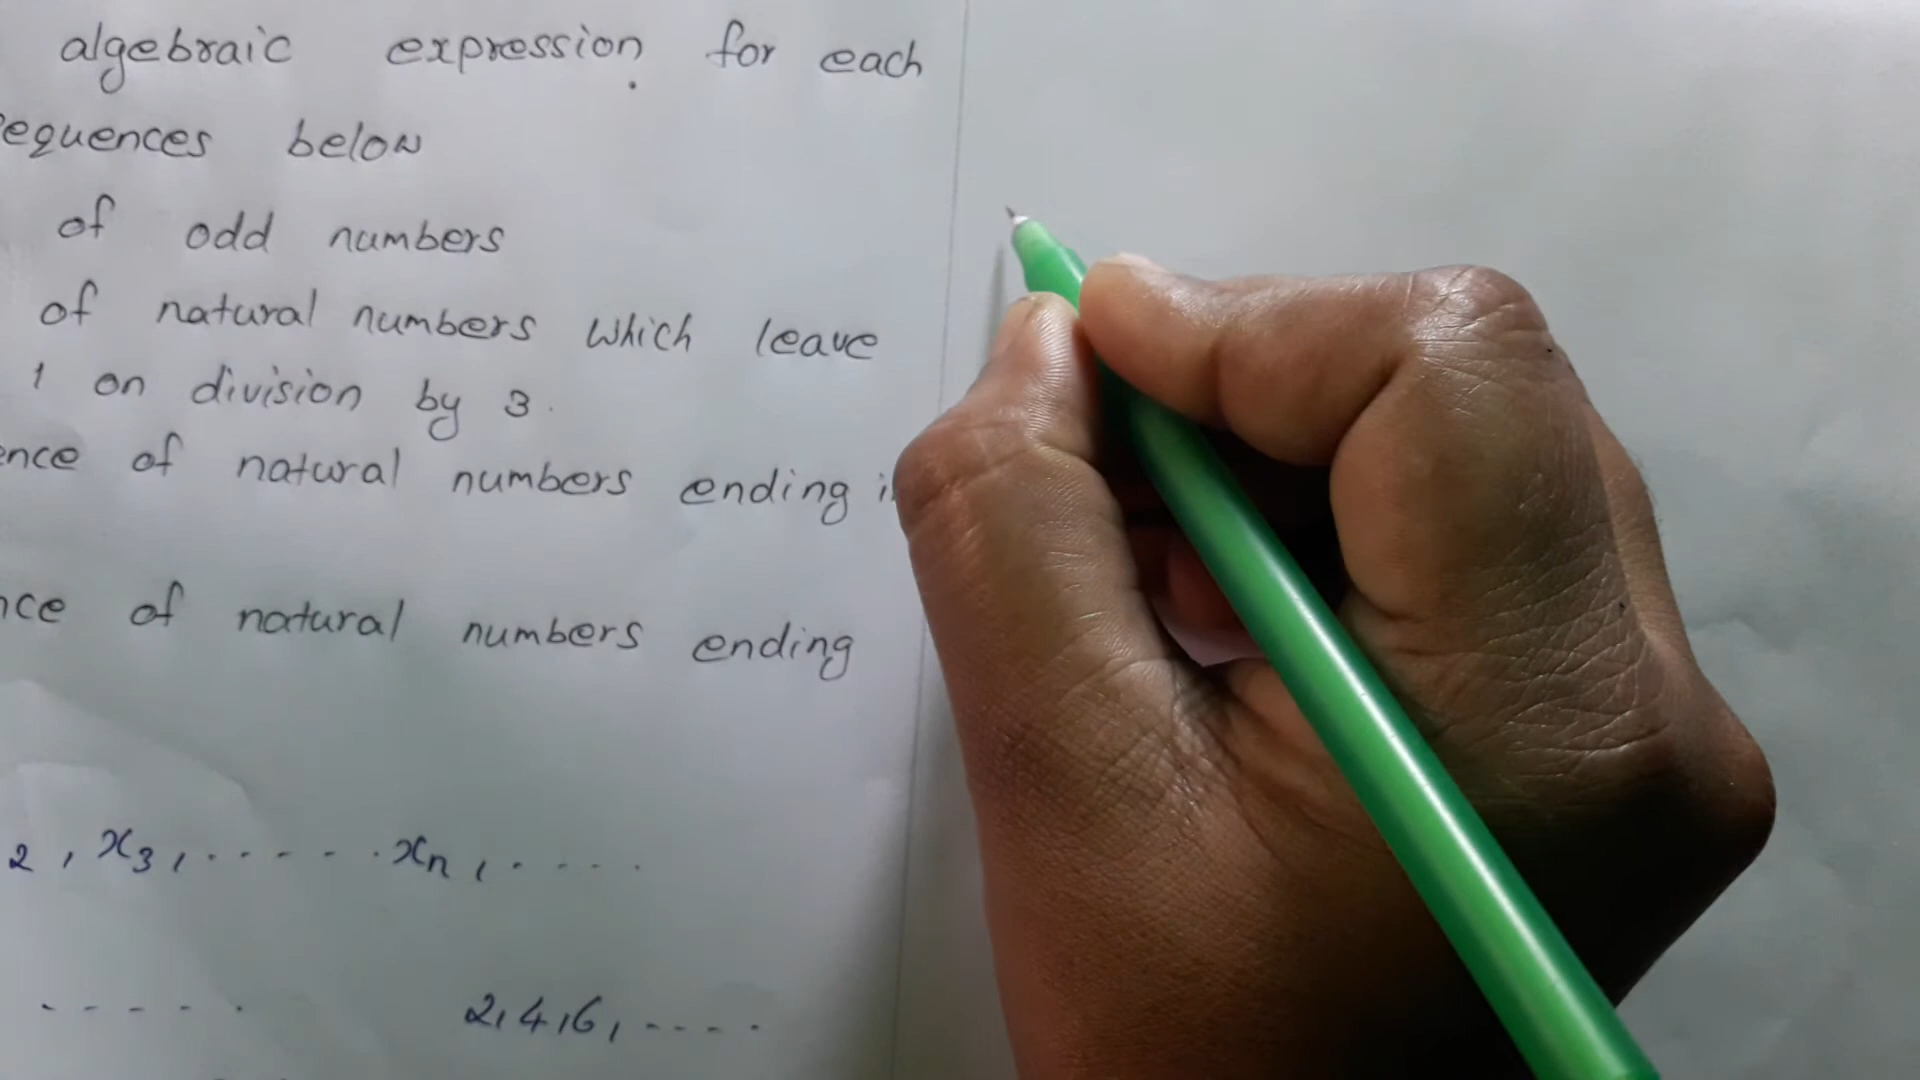 algebraic expression for each
equences below
of odd numbers
of natural numbers which leave
1 on division by 3.
ence of natural numbers ending i
nce of natural numbers ending
2, x3, ..... xn, ....
..... 2, 4, 6, ....